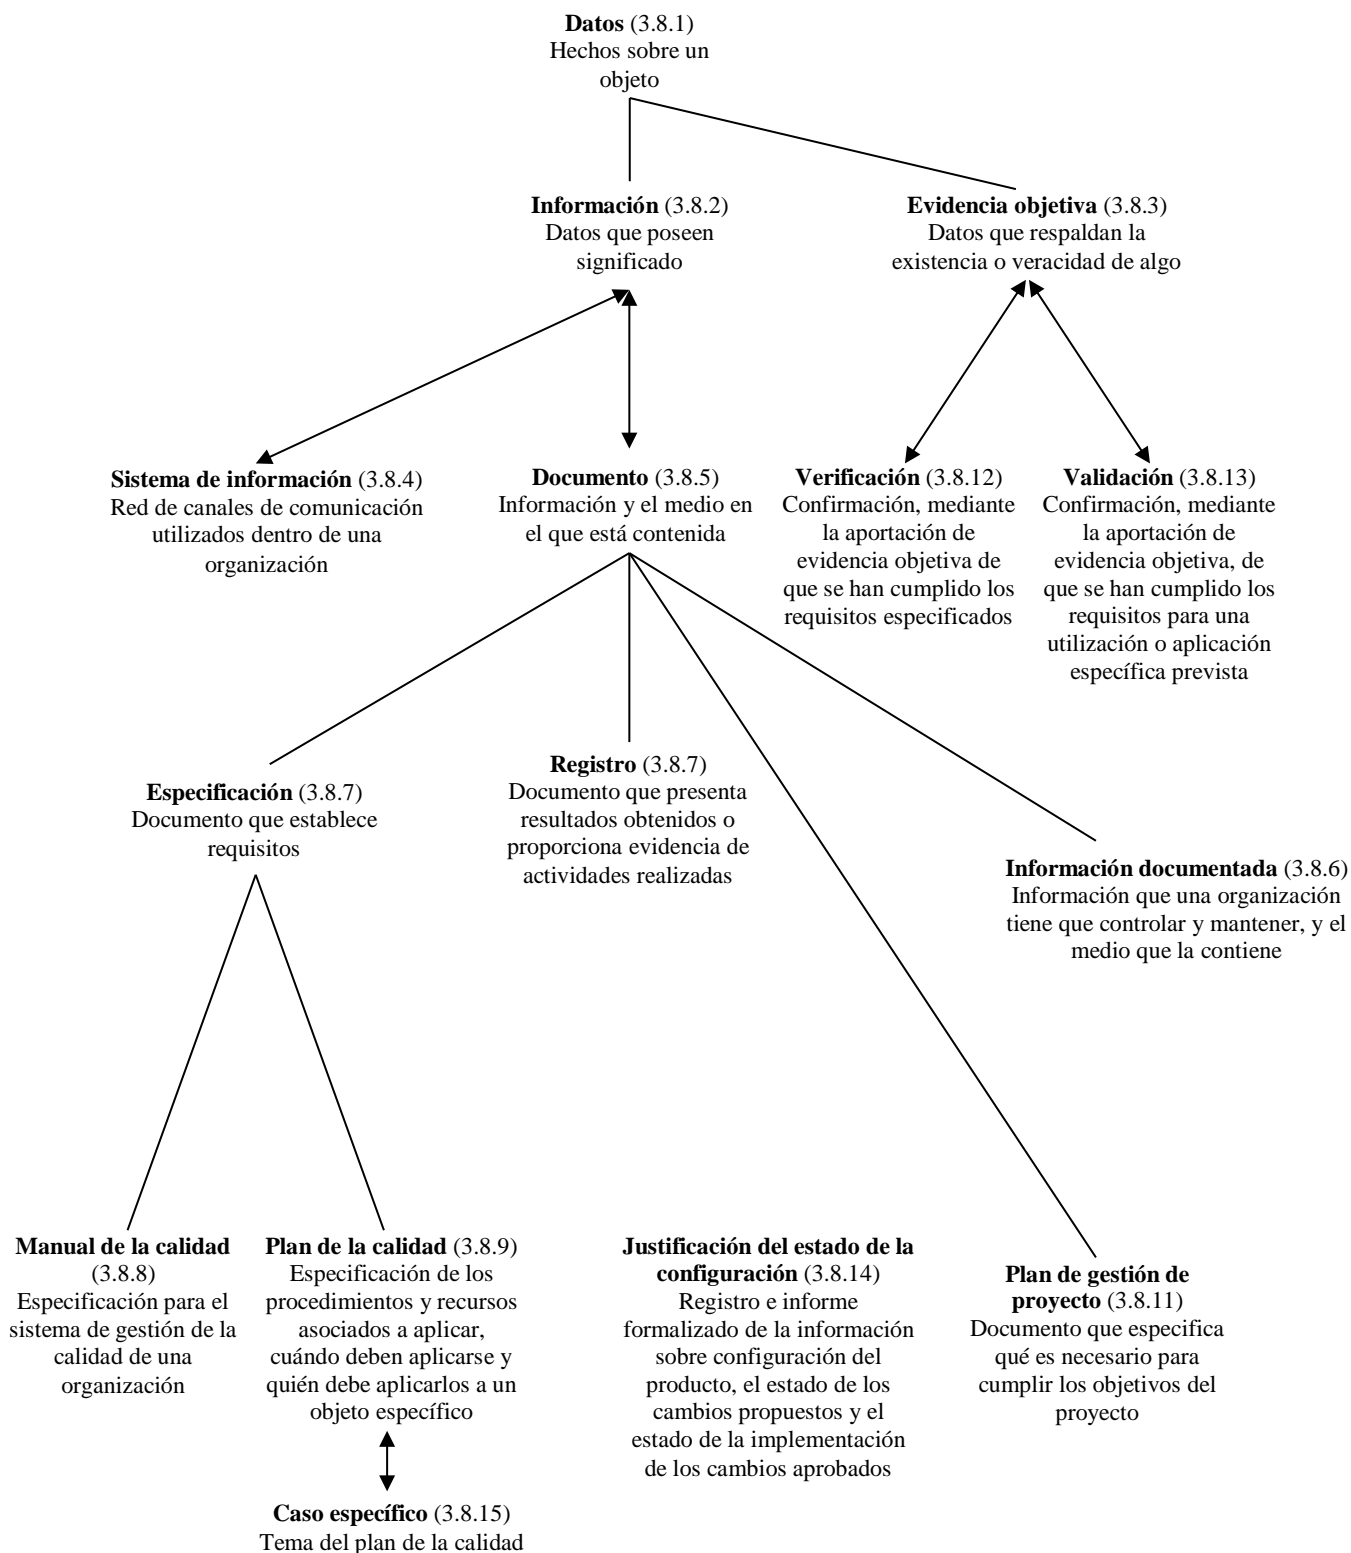 Datos (3.8.1)
Hechos sobre un
objeto
Información (3.8.2)
Datos que poseen
significado
Evidencia objetiva (3.8.3)
Datos que respaldan la
existencia o veracidad de algo
Sistema de información (3.8.4)
Red de canales de comunicación
utilizados dentro de una
organización
Documento (3.8.5)
Información y el medio en
el que está contenida
Verificación (3.8.12)
Confirmación, mediante
la aportación de
evidencia objetiva de
que se han cumplido los
requisitos especificados
Validación (3.8.13)
Confirmación, mediante
la aportación de
evidencia objetiva, de
que se han cumplido los
requisitos para una
utilización o aplicación
específica prevista
Especificación (3.8.7)
Documento que establece
requisitos
Registro (3.8.7)
Documento que presenta
resultados obtenidos o
proporciona evidencia de
actividades realizadas
Información documentada (3.8.6)
Información que una organización
tiene que controlar y mantener, y el
medio que la contiene
Manual de la calidad
(3.8.8)
Especificación para el
sistema de gestión de la
calidad de una
organización
Plan de la calidad (3.8.9)
Especificación de los
procedimientos y recursos
asociados a aplicar,
cuándo deben aplicarse y
quién debe aplicarlos a un
objeto específico
Justificación del estado de la
configuración (3.8.14)
Registro e informe
formalizado de la información
sobre configuración del
producto, el estado de los
cambios propuestos y el
estado de la implementación
de los cambios aprobados
Plan de gestión de
proyecto (3.8.11)
Documento que especifica
qué es necesario para
cumplir los objetivos del
proyecto
Caso específico (3.8.15)
Tema del plan de la calidad